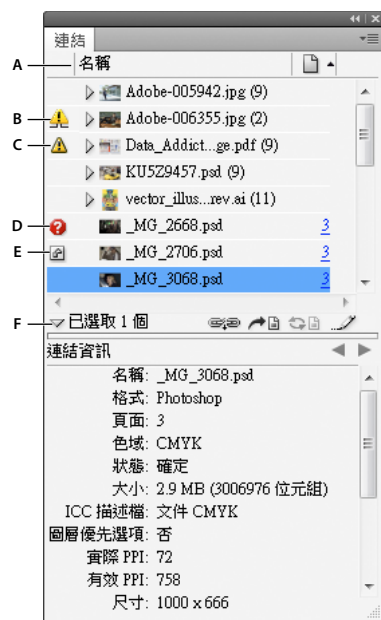 連結
A
名稱
Adobe-005942.jpg (9)
B
Adobe-006355.jpg (2)
C
Data_Addict...ge.pdf (9)
KU5Z9457.psd (9)
vector_illus...rev.ai (11)
D
_MG_2668.psd 3
E
_MG_2706.psd 3
_MG_3068.psd 3
F
已選取 1 個
連結資訊
名稱: _MG_3068.psd
格式: Photoshop
頁面: 3
色域: CMYK
狀態: 確定
大小: 2.9 MB (3006976 位元組)
ICC 描述檔: 文件 CMYK
圖層優先選項: 否
實際 PPI: 72
有效 PPI: 758
尺寸: 1000 x 666